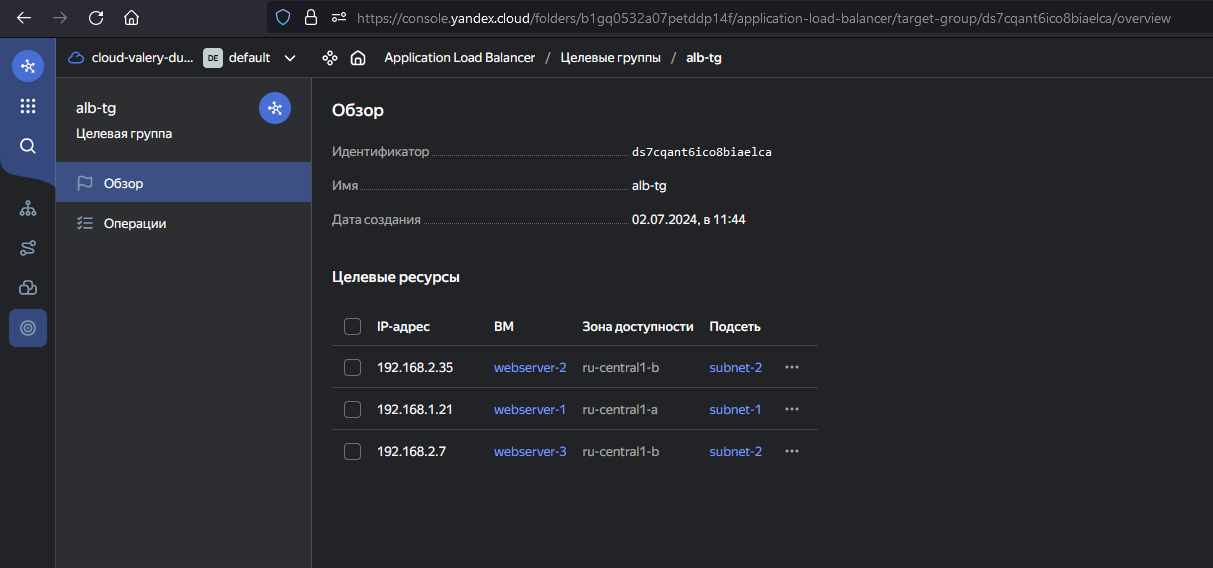 https://console.yandex.cloud/folders/b1gq0532a07petddp14f/application-load-balancer/target-group/ds7cqant6ico8biaelca/overview
cloud-valery-du... DE default Application Load Balancer / Целевые группы / alb-tg
alb-tg
Целевая группа
Обзор
Операции
Обзор
Идентификатор ds7cqant6ico8biaelca
Имя alb-tg
Дата создания 02.07.2024, в 11:44
Целевые ресурсы
IP-адрес ВМ Зона доступности Подсеть
192.168.2.35 webserver-2 ru-central1-b subnet-2
192.168.1.21 webserver-1 ru-central1-a subnet-1
192.168.2.7 webserver-3 ru-central1-b subnet-2